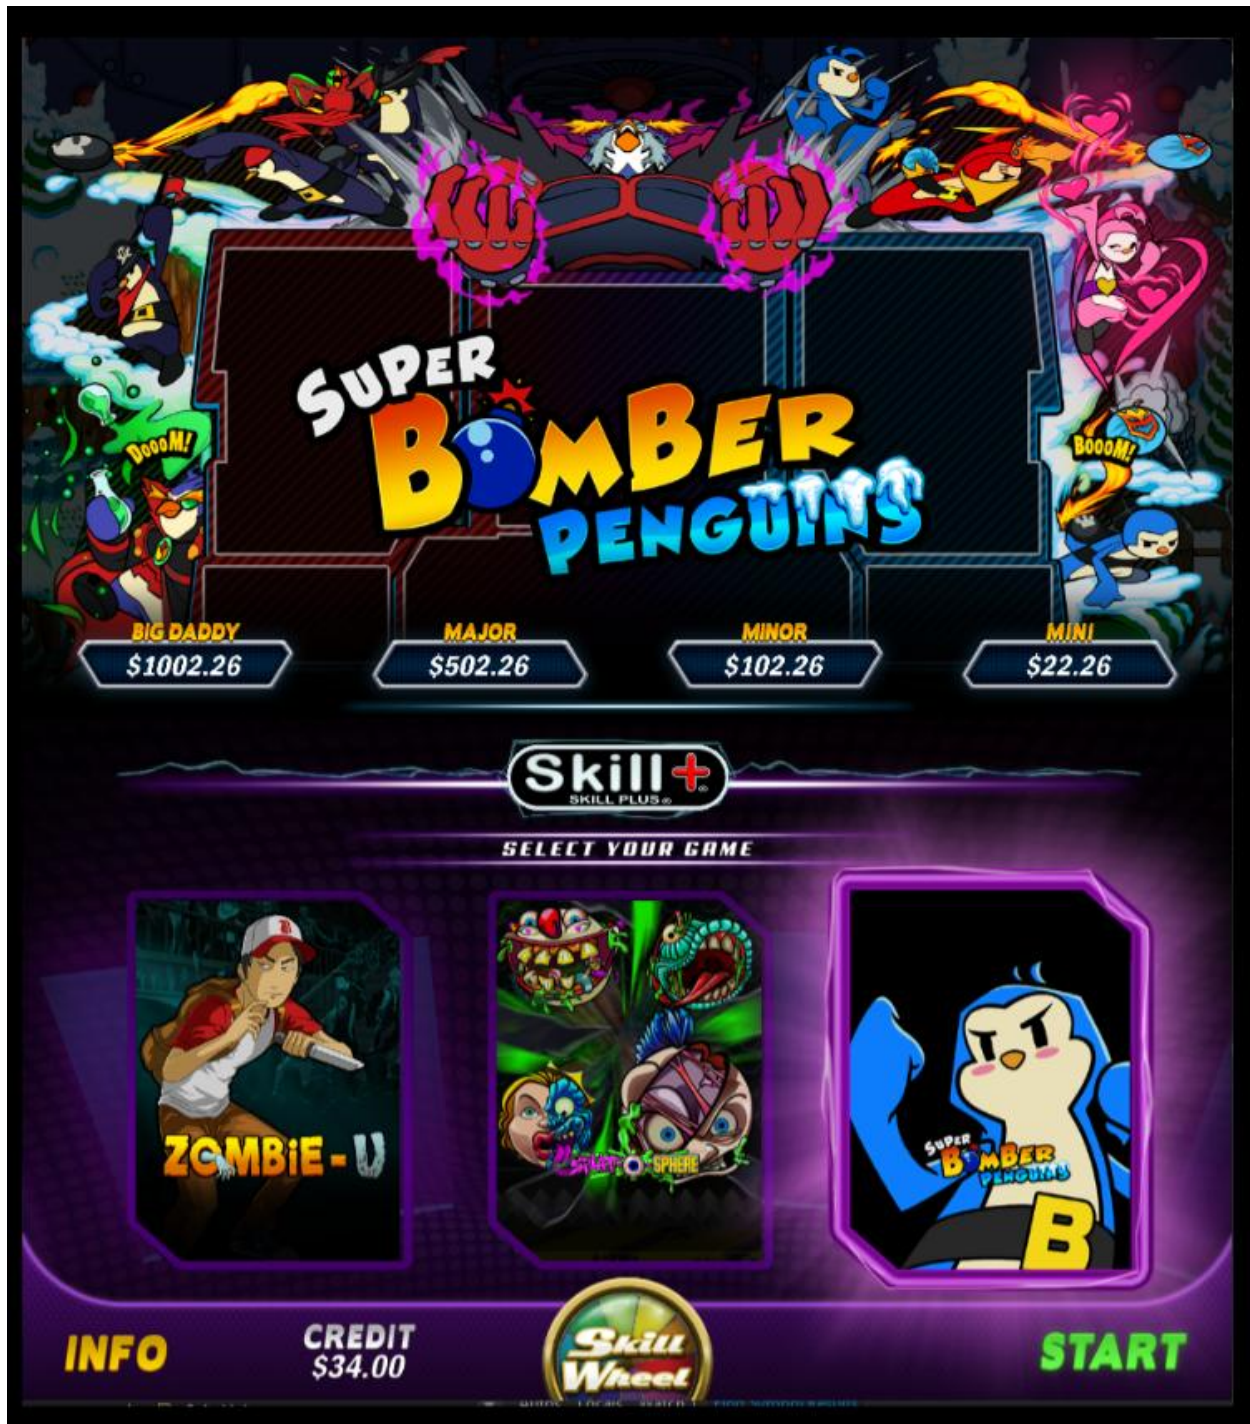 DOOOM!
BOOOM!
SUPER
BOMBER
PENGUINS
BIG DADDY
MAJOR
MINOR
MINI
$1002.26
$502.26
$102.26
$22.26
Skill+
SKILL PLUS®
SELECT YOUR GAME
B
ZOMBiE-U
SPHERE
SUPER
BOMBER
PENGUINS
B
INFO
CREDIT
$34.00
Skill
Wheel
START